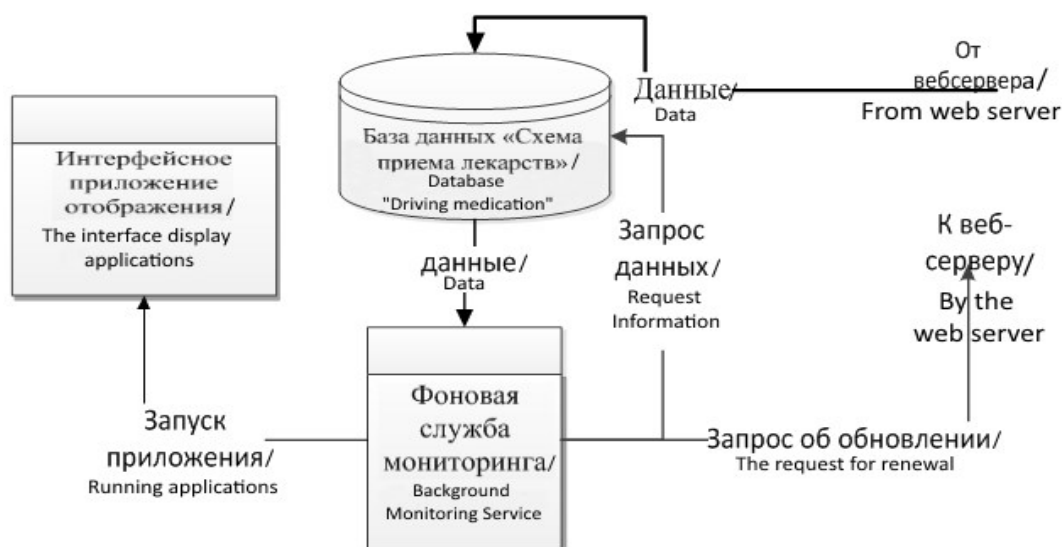 От
вебсервера/
From web server
Данные/
Data
База данных «Схема
приема лекарств»/
Database
"Driving medication"
Интерфейсное
приложение
отображения/
The interface display
applications
данные/
Data
Запрос
данных/
Request
Information
К веб-
серверу/
By the
web server
Запуск
приложения/
Running applications
Фоновая
служба
мониторинга/
Background
Monitoring Service
Запрос об обновлении/
The request for renewal